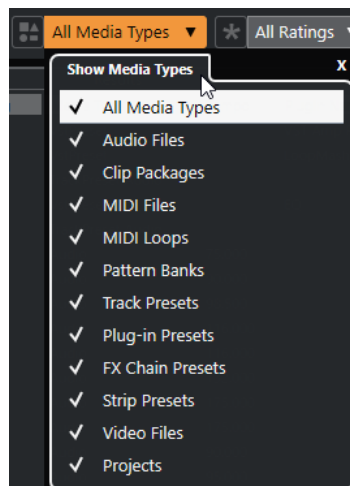 All Media Types All Ratings
Show Media Types X
All Media Types
Audio Files
Clip Packages
MIDI Files
MIDI Loops
Pattern Banks
Track Presets
Plug-in Presets
FX Chain Presets
Strip Presets
Video Files
Projects